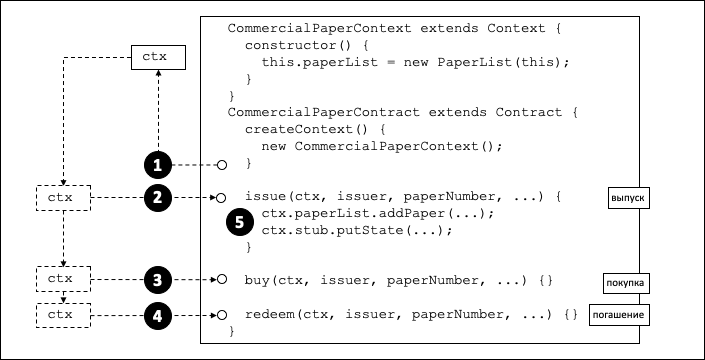 CommercialPaperContext extends Context {
constructor() {
this.paperList = new PaperList(this);
}
}
ctx
CommercialPaperContract extends Contract {
createContext() {
new CommercialPaperContext();
}
1
ctx
2
issue(ctx, issuer, paperNumber, ...) {
выпуск
5
ctx.paperList.addPaper(...);
ctx.stub.putState(...);
}
ctx
3
buy(ctx, issuer, paperNumber, ...) {}
покупка
ctx
4
redeem(ctx, issuer, paperNumber, ...) {}
погашение
}